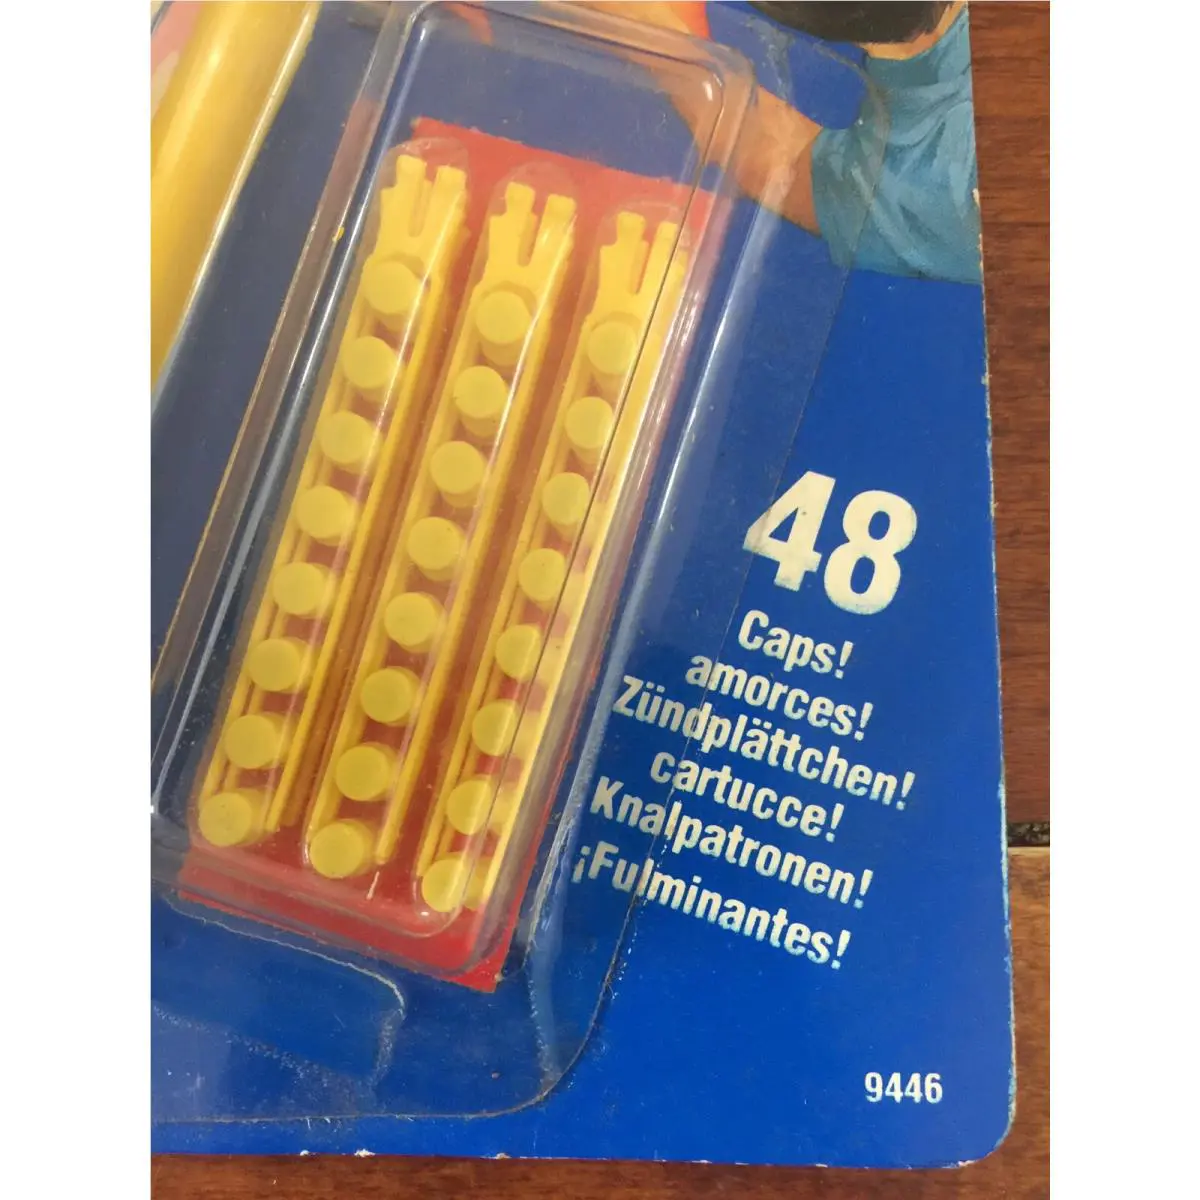 48
Caps!
amorces!
Zündplättchen!
cartucce!
Knalpatronen!
¡Fulminantes!
9446